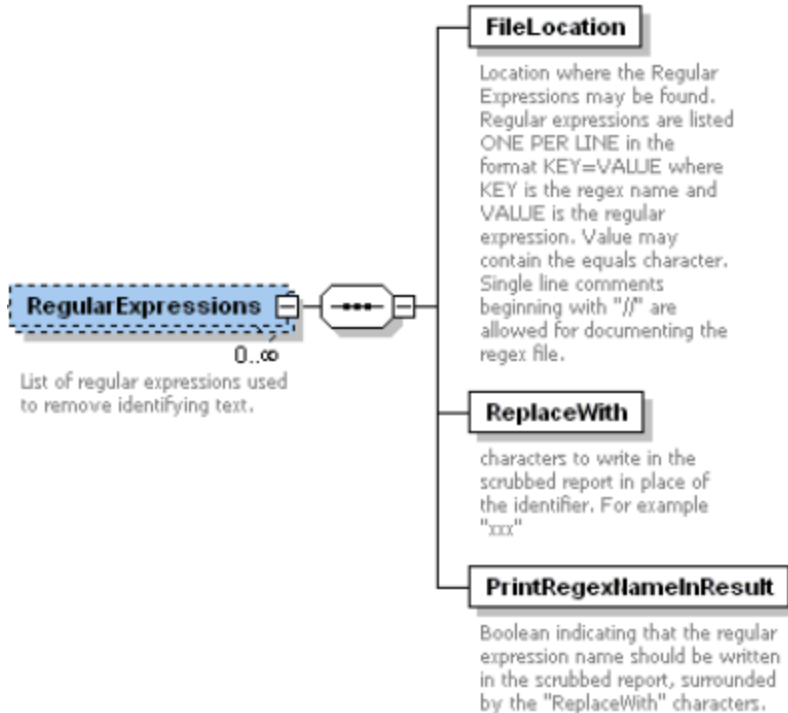 FileLocation
Location where the Regular
Expressions may be found.
Regular expressions are listed
ONE PER LINE in the
format KEY=VALUE where
KEY is the regex name and
VALUE is the regular
expression. Value may
contain the equals character.
Single line comments
beginning with "//" are
allowed for documenting the
regex file.
RegularExpressions
0..∞
List of regular expressions used
to remove identifying text.
ReplaceWith
characters to write in the
scrubbed report in place of
the identifier. For example
"xxx"
PrintRegexNameInResult
Boolean indicating that the regular
expression name should be written
in the scrubbed report, surrounded
by the "ReplaceWith" characters.